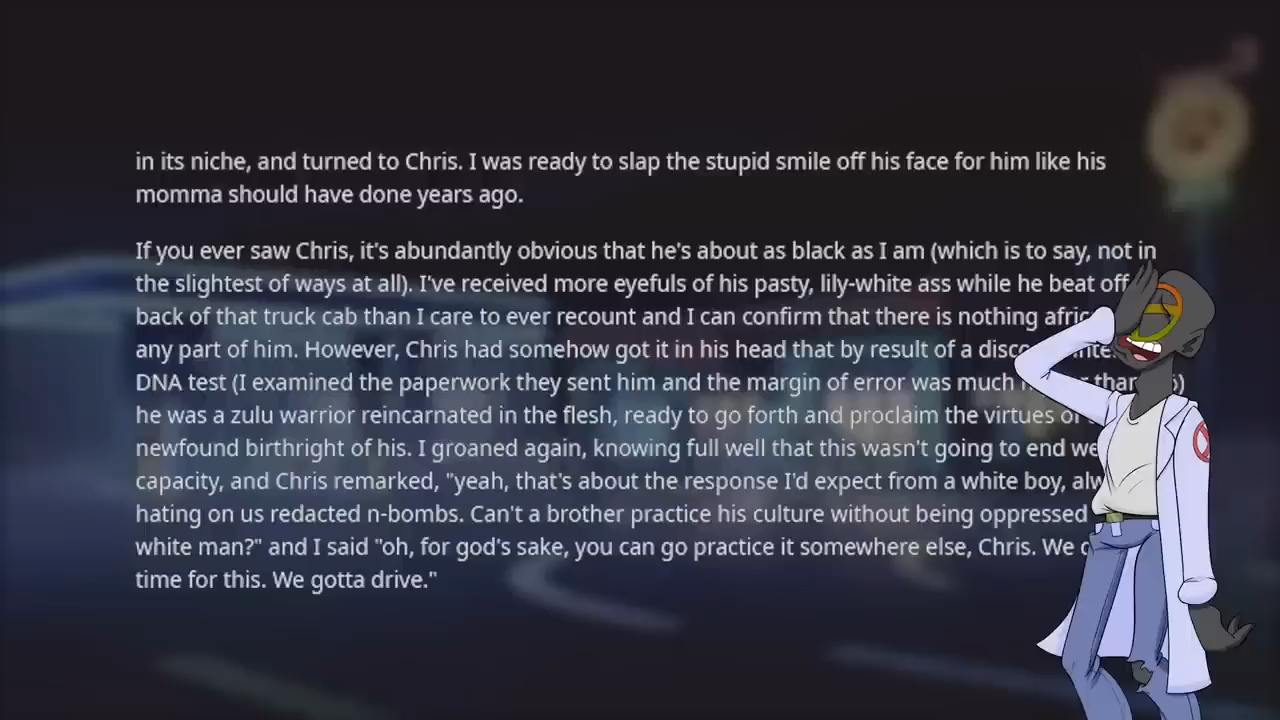 in its niche, and turned to Chris. I was ready to slap the stupid smile off his face for him like his
momma should have done years ago.
If you ever saw Chris, it's abundantly obvious that he's about as black as I am (which is to say, not in
the slightest of ways at all). I've received more eyefuls of his pasty, lily-white ass while he beat off
back of that truck cab than I care to ever recount and I can confirm that there is nothing
any part of him. However, Chris had somehow got it in his head that by result of a
DNA test (I examined the paperwork they sent him and the margin of error was much
he was a zulu warrior reincarnated in the flesh, ready to go forth and proclaim the virtues of
newfound birthright of his. I groaned again, knowing full well that this wasn't going to end
capacity, and Chris remarked, "yeah, that's about the response I'd expect from a white boy,
hating on us redacted n-bombs. Can't a brother practice his culture without being oppressed
white man?" and I said "oh, for god's sake, you can go practice it somewhere else, Chris. We
time for this. We gotta drive."